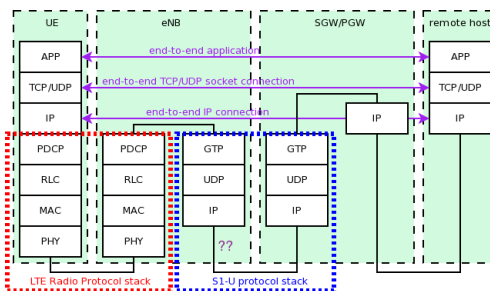 UE
eNB
SGW/PGW
remote host
APP
end-to-end application
APP
TCP/UDP
end-to-end TCP/UDP socket connection
TCP/UDP
IP
end-to-end IP connection
IP
IP
PDCP
PDCP
GTP
GTP
RLC
RLC
UDP
UDP
MAC
MAC
IP
IP
PHY
PHY
??
LTE Radio Protocol stack
S1-U protocol stack